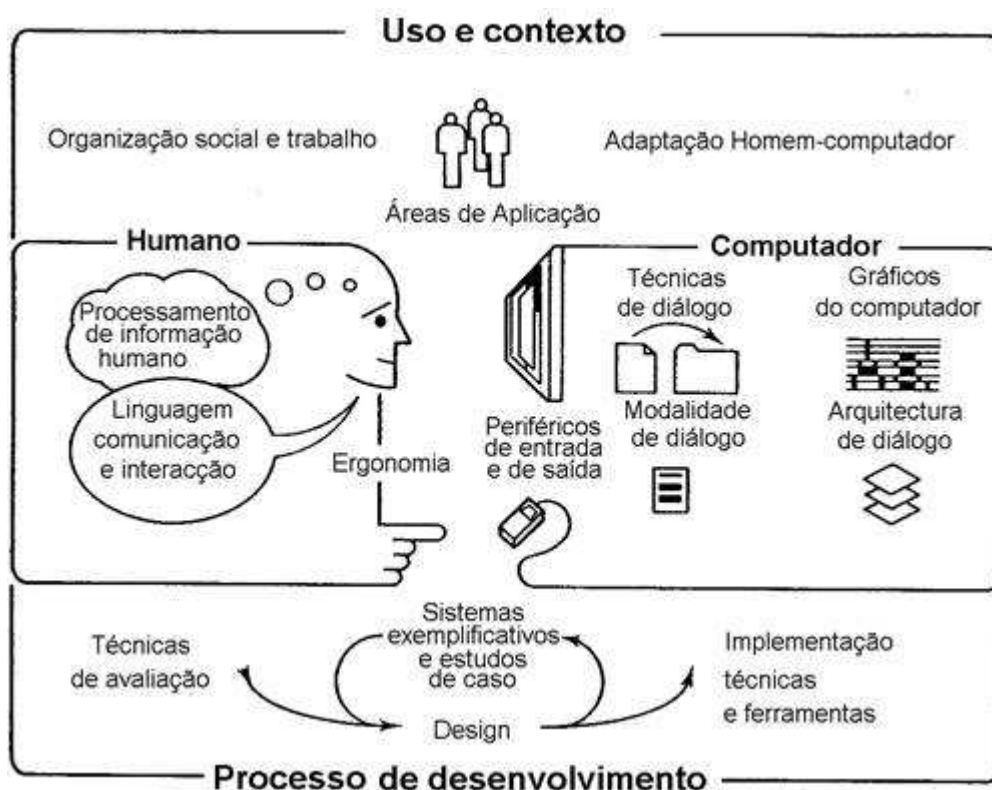 Uso e contexto
Organização social e trabalho
Adaptação Homem-computador
Áreas de Aplicação
Humano
Processamento
de informação
humano
Linguagem
comunicação
e interacção
Ergonomia
Computador
Periféricos
de entrada
e de saída
Técnicas
de diálogo
Gráficos
do computador
Modalidade
de diálogo
Arquitectura
de diálogo
Técnicas
de avaliação
Sistemas
exemplificativos
e estudos
de caso
Design
Implementação
técnicas
e ferramentas
Processo de desenvolvimento